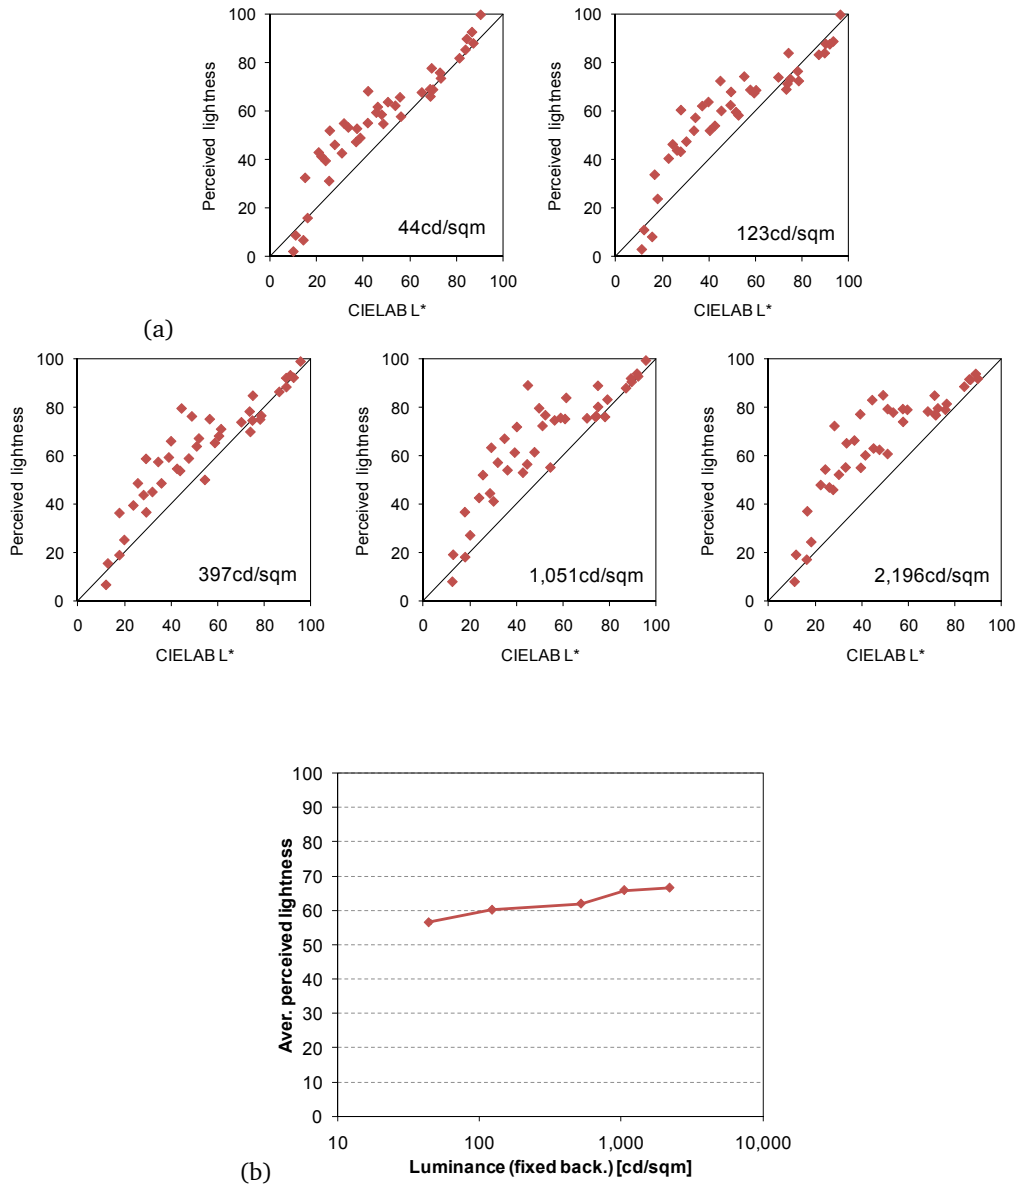 100
80
60
40
20
0
Perceived lightness
44cd/sqm
0 20 40 60 80 100
CIELAB L*
100
80
60
40
20
0
Perceived lightness
123cd/sqm
0 20 40 60 80 100
CIELAB L*
(a)
100
80
60
40
20
0
Perceived lightness
397cd/sqm
0 20 40 60 80 100
CIELAB L*
100
80
60
40
20
0
Perceived lightness
1,051cd/sqm
0 20 40 60 80 100
CIELAB L*
100
80
60
40
20
0
Perceived lightness
2,196cd/sqm
0 20 40 60 80 100
CIELAB L*
100
90
80
70
60
50
40
30
20
10
0
Aver. perceived lightness
10 100 1,000 10,000
Luminance (fixed back.) [cd/sqm]
(b)